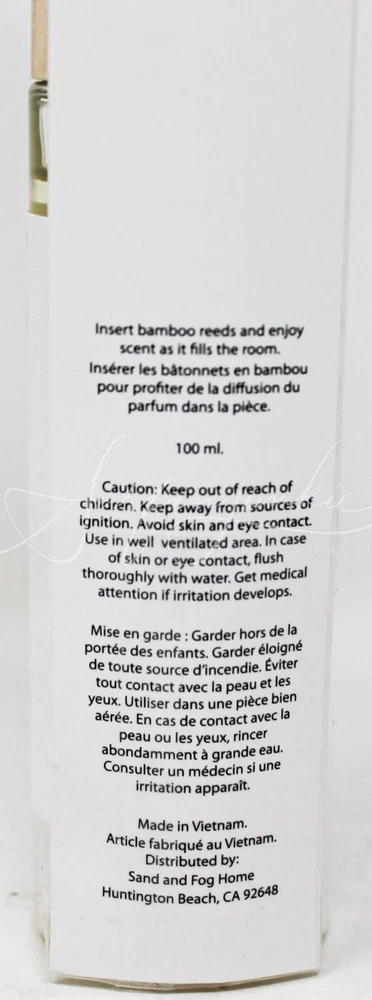 Insert bamboo reeds and enjoy
scent as it fills the room.
Insérer les bâtonnets en bambou
pour profiter de la diffusion du
parfum dans la pièce.
100 ml.
Caution: Keep out of reach of
children. Keep away from sources of
ignition. Avoid skin and eye contact.
Use in well ventilated area. In case
of skin or eye contact, flush
thoroughly with water. Get medical
attention if irritation develops.
Mise en garde : Garder hors de la
portée des enfants. Garder éloigné
de toute source d'incendie. Éviter
tout contact avec la peau et les
yeux. Utiliser dans une pièce bien
aérée. En cas de contact avec la
peau ou les yeux, rincer
abondamment à grande eau.
Consulter un médecin si une
irritation apparaît.
Made in Vietnam.
Article fabriqué au Vietnam.
Distributed by:
Sand and Fog Home
Huntington Beach, CA 92648